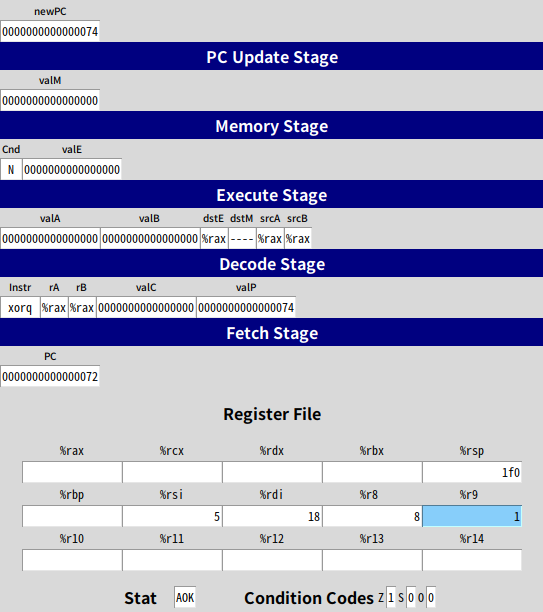 newPC
0000000000000074
PC Update Stage
valM
0000000000000000
Memory Stage
Cnd valE
N 0000000000000000
Execute Stage
valA valB dstE dstM srcA srcB
0000000000000000 0000000000000000 %rax ---- %rax %rax
Decode Stage
Instr rA rB valC valP
xorq %rax %rax 0000000000000000 0000000000000074
Fetch Stage
PC
0000000000000072
Register File
%rax %rcx %rdx %rbx %rsp
1f0
%rbp %rsi %rdi %r8 %r9
5 18 8 1
%r10 %r11 %r12 %r13 %r14
Stat AOK Condition Codes Z 1 S 0 O 0